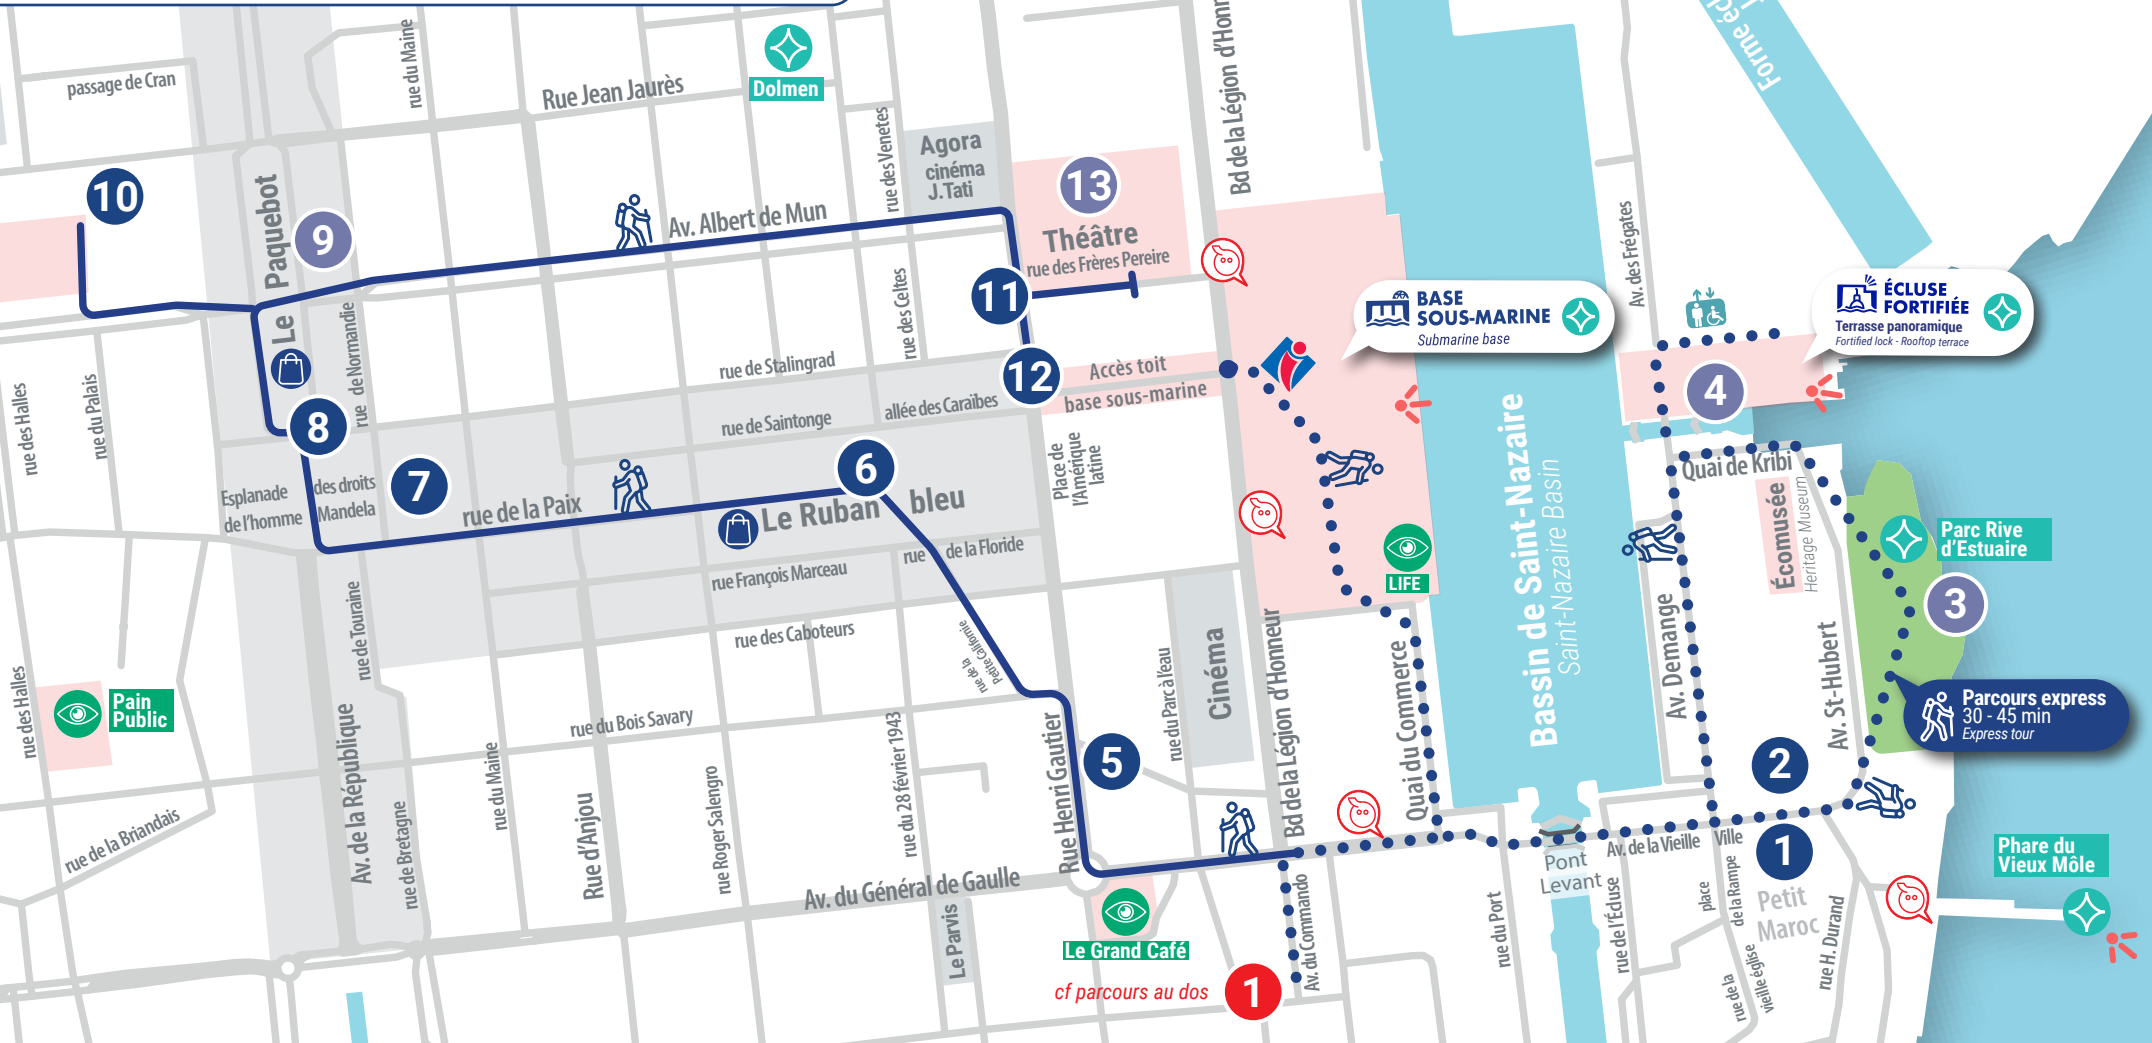 passage de Cran
rue du Maine
Rue Jean Jaurès
Dolmen
rue des Venetes
Agora
cinéma
J.Tati
Bd de la Légion d'Honn
Forme éc
10
Le Paquebot
9
Av. Albert de Mun
13
Théâtre
rue des Frères Pereire
11
rue des Celtes
rue de Normandie
BASE
SOUS-MARINE
Submarine base
Av. des Frégates
ÉCLUSE
FORTIFIÉE
Terrasse panoramique
Fortified lock - Rooftop terrace
rue des Halles
rue du Palais
8
rue de Stalingrad
12
Accès toit
base sous-marine
4
rue de Saintonge
allée des Caraïbes
Esplanade
de l'homme
des droits
Mandela
7
rue de la Paix
6
Le Ruban bleu
Place de
l'Amérique
latine
Bassin de Saint-Nazaire
Saint-Nazaire Basin
Quai de Kribi
Écomusée
Heritage Museum
Parc Rive
d'Estuaire
3
LIFE
rue François Marceau
rue de la Floride
rue des Caboteurs
rue de la
Petite Californie
rue de Touraine
rue des Halles
Pain
Public
rue du Bois Savary
rue du Parc à l'eau
Cinéma
Bd de la Légion d'Honneur
Quai du Commerce
Av. Demange
Av. St-Hubert
Parcours express
30 - 45 min
Express tour
Av. de la République
rue de Bretagne
rue du Maine
Rue d'Anjou
rue Roger Salengro
rue du 28 février 1943
Rue Henri Gautier
5
2
1
rue de la Briandais
Av. du Général de Gaulle
Le Parvis
Le Grand Café
cf parcours au dos
1
Av. du Commando
rue du Port
Pont
Levant
Av. de la Vieille Ville
rue de l'Écluse
place
de la Rampe
Petit
Maroc
rue de la
vieille église
rue H. Durand
Phare du
Vieux Môle